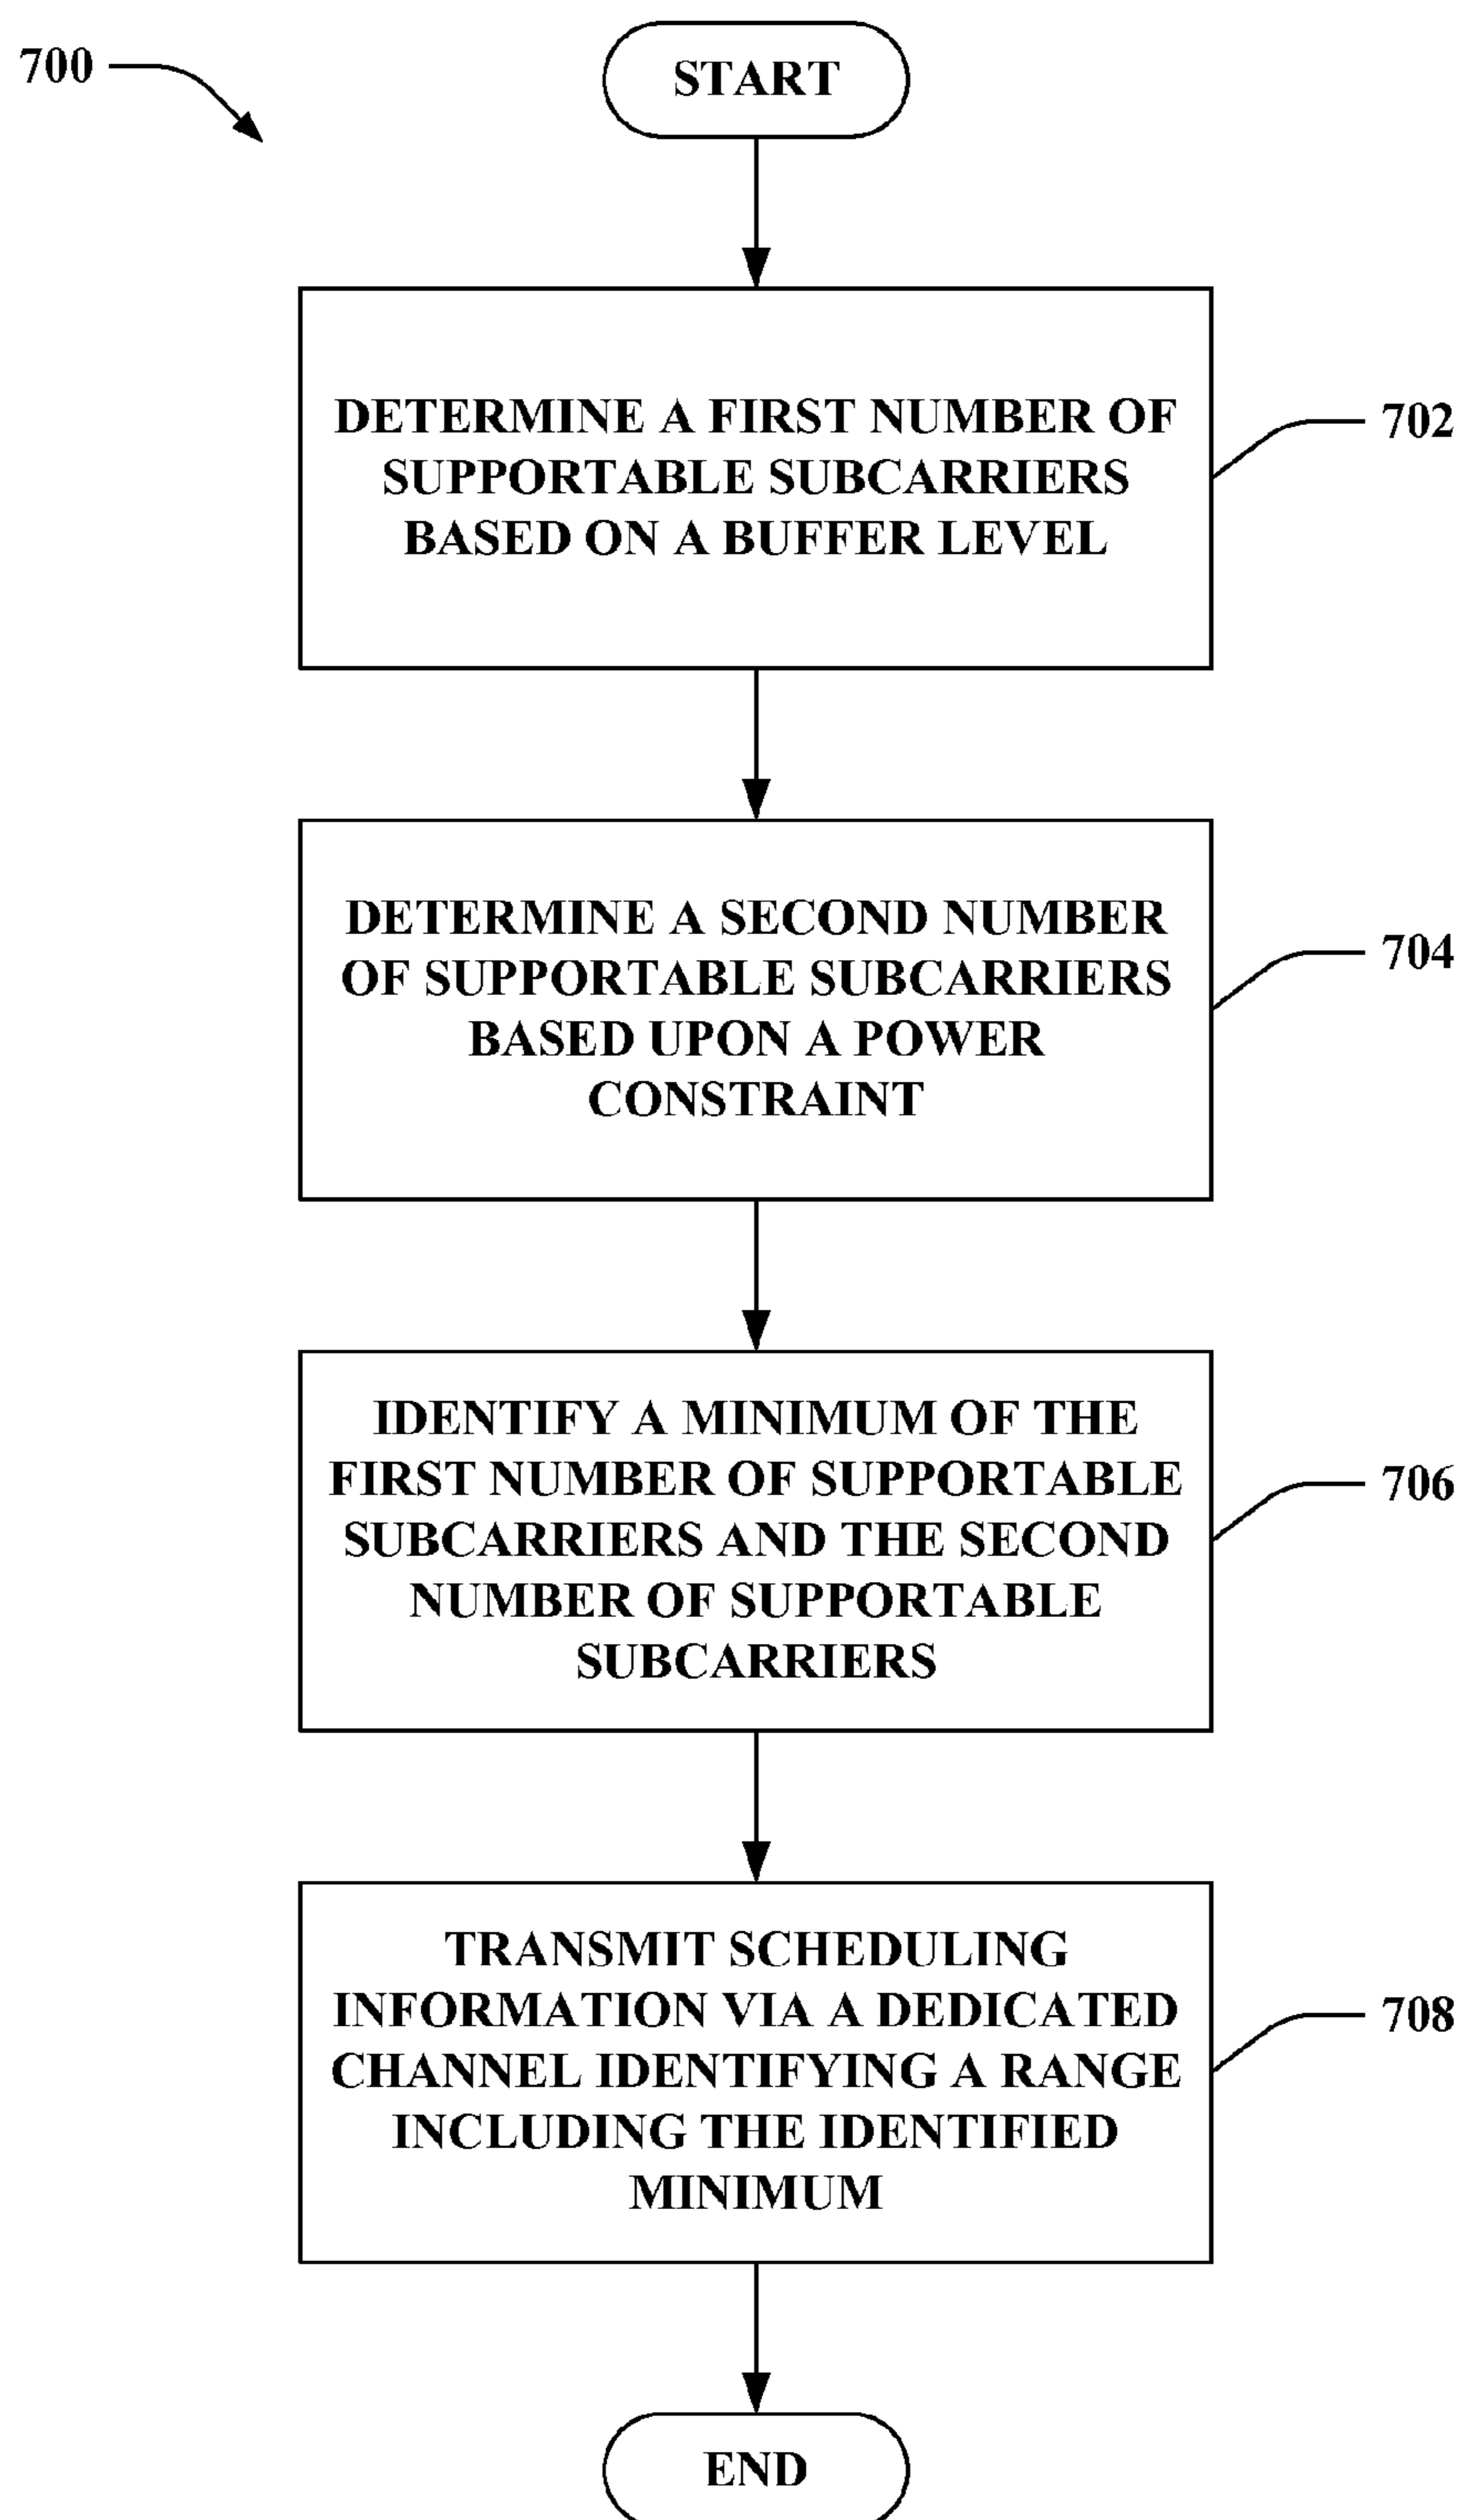 700
START
DETERMINE A FIRST NUMBER OF
SUPPORTABLE SUBCARRIERS
BASED ON A BUFFER LEVEL
702
DETERMINE A SECOND NUMBER
OF SUPPORTABLE SUBCARRIERS
BASED UPON A POWER
CONSTRAINT
704
IDENTIFY A MINIMUM OF THE
FIRST NUMBER OF SUPPORTABLE
SUBCARRIERS AND THE SECOND
NUMBER OF SUPPORTABLE
SUBCARRIERS
706
TRANSMIT SCHEDULING
INFORMATION VIA A DEDICATED
CHANNEL IDENTIFYING A RANGE
INCLUDING THE IDENTIFIED
MINIMUM
708
END